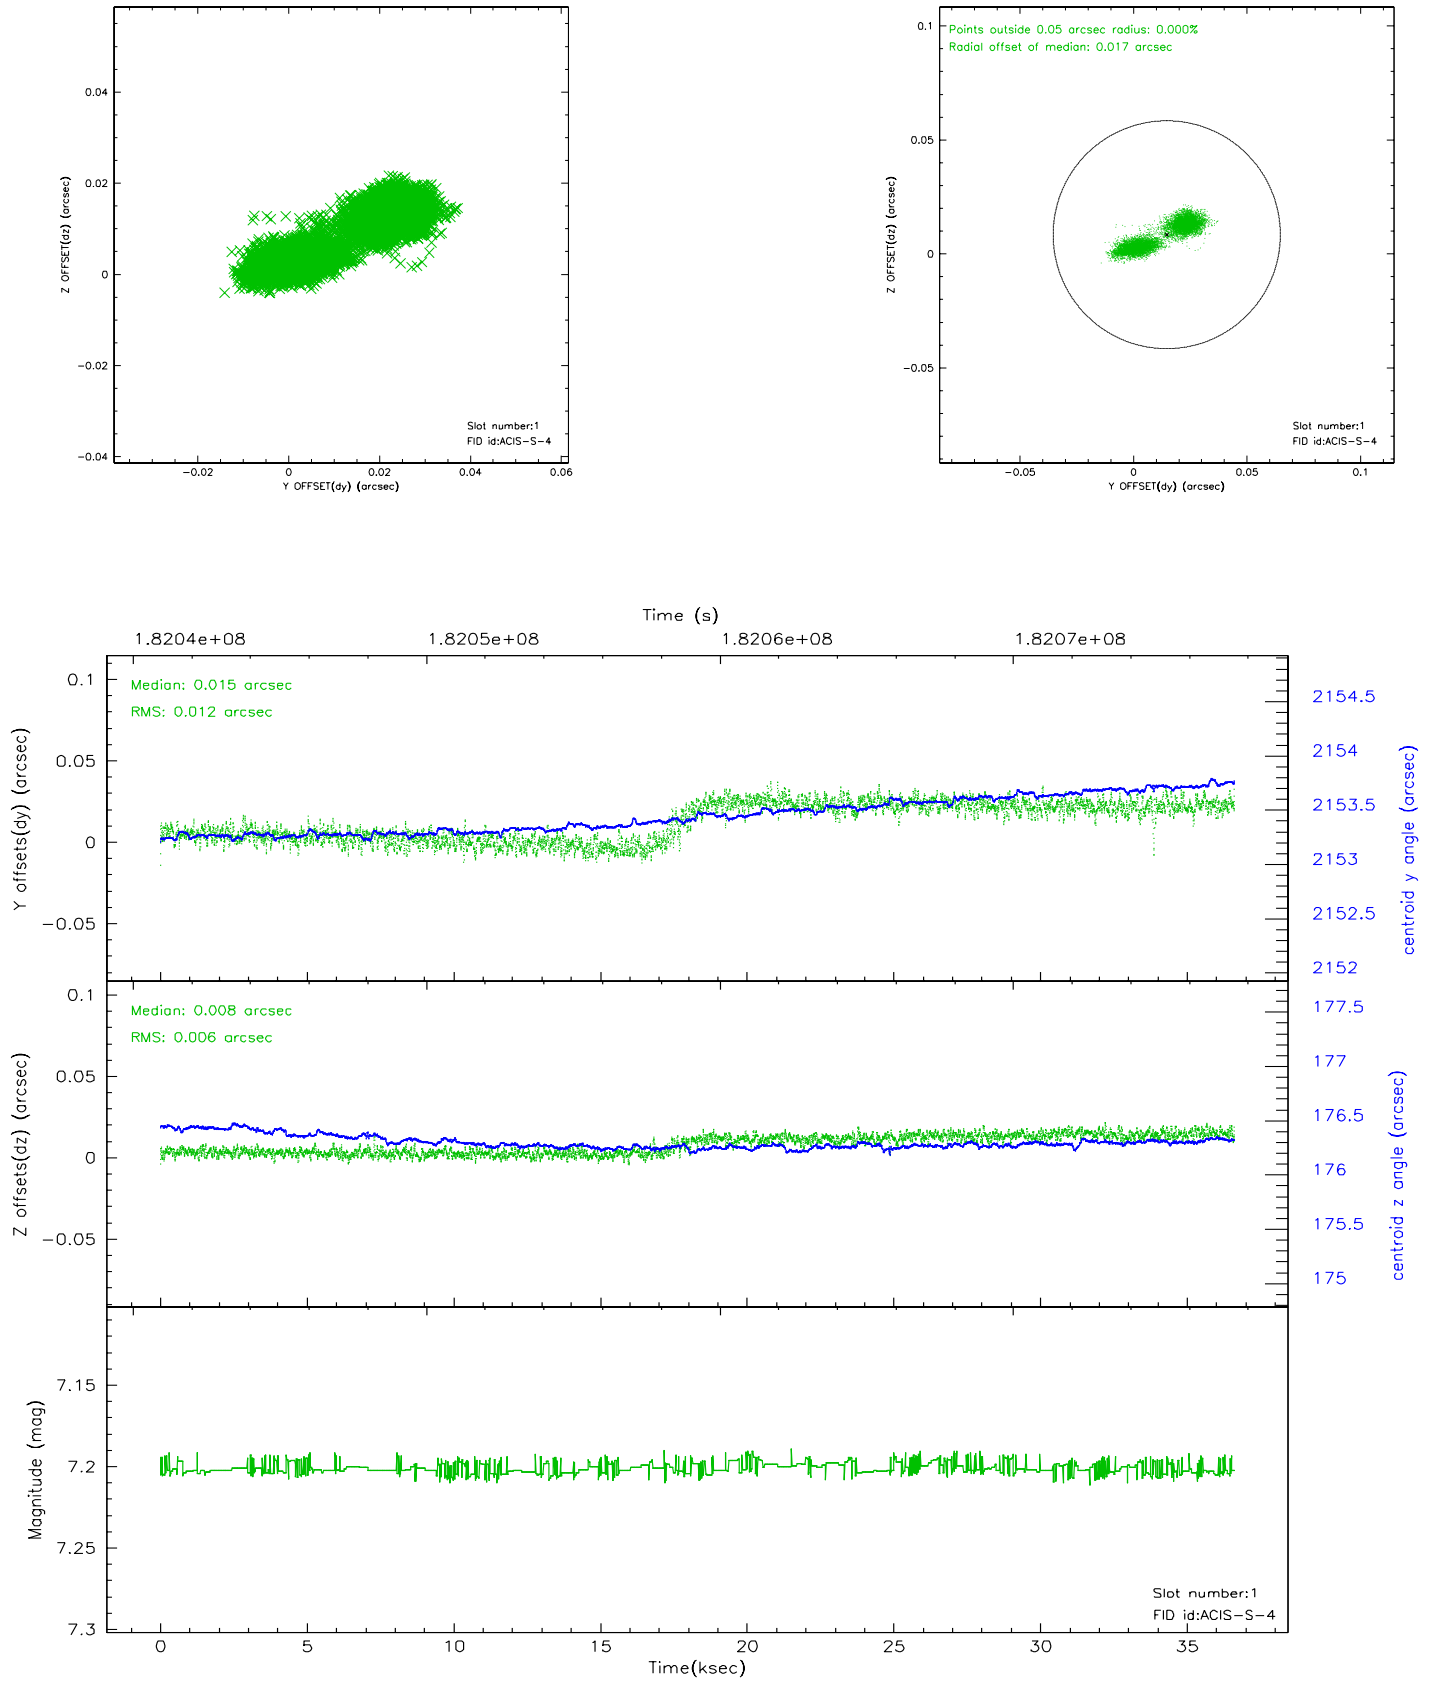 0.04
0.02
0
−0.02
−0.04
Z OFFSET(dz) (arcsec)
Slot number:1
FID id:ACIS−S−4
−0.02 0 0.02 0.04 0.06
Y OFFSET(dy) (arcsec)
Points outside 0.05 arcsec radius: 0.000%
Radial offset of median: 0.017 arcsec
0.1
0.05
0
−0.05
Z OFFSET(dz) (arcsec)
Slot number:1
FID id:ACIS−S−4
−0.05 0 0.05 0.1
Y OFFSET(dy) (arcsec)
Time (s)
1.8204e+08 1.8205e+08 1.8206e+08 1.8207e+08
Median: 0.015 arcsec
RMS: 0.012 arcsec
0.1
0.05
0
−0.05
Y offsets(dy) (arcsec)
2154.5
2154
2153.5
2153
2152.5
2152
centroid y angle (arcsec)
Median: 0.008 arcsec
RMS: 0.006 arcsec
0.1
0.05
0
−0.05
Z offsets(dz) (arcsec)
177.5
177
176.5
176
175.5
175
centroid z angle (arcsec)
7.15
7.2
7.25
7.3
Magnitude (mag)
Slot number:1
FID id:ACIS−S−4
0 5 10 15 20 25 30 35
Time(ksec)